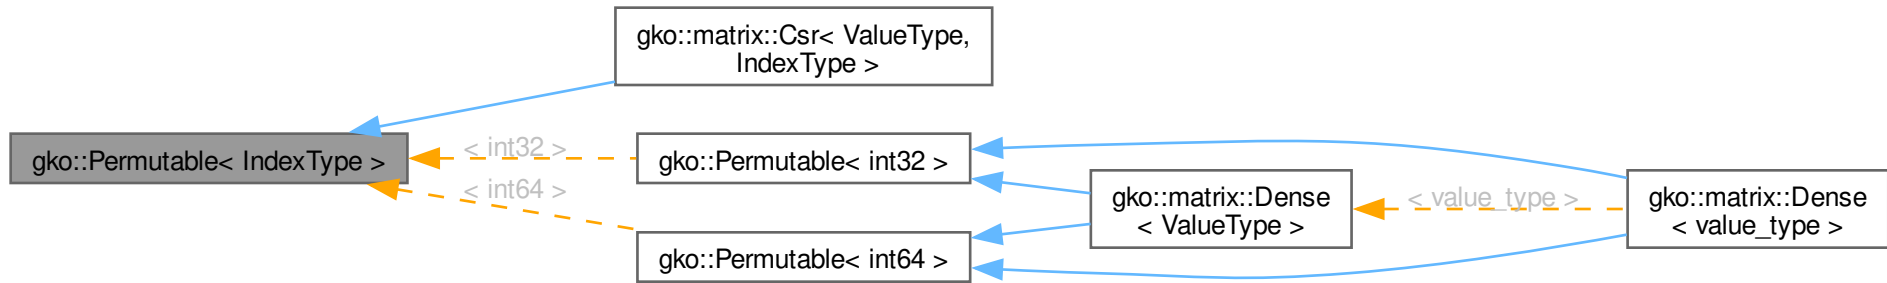 gko::matrix::Csr< ValueType,
IndexType >
gko::Permutable< IndexType >
< int32 >
< int64 >
gko::Permutable< int32 >
gko::Permutable< int64 >
gko::matrix::Dense
< ValueType >
< value_type >
gko::matrix::Dense
< value_type >